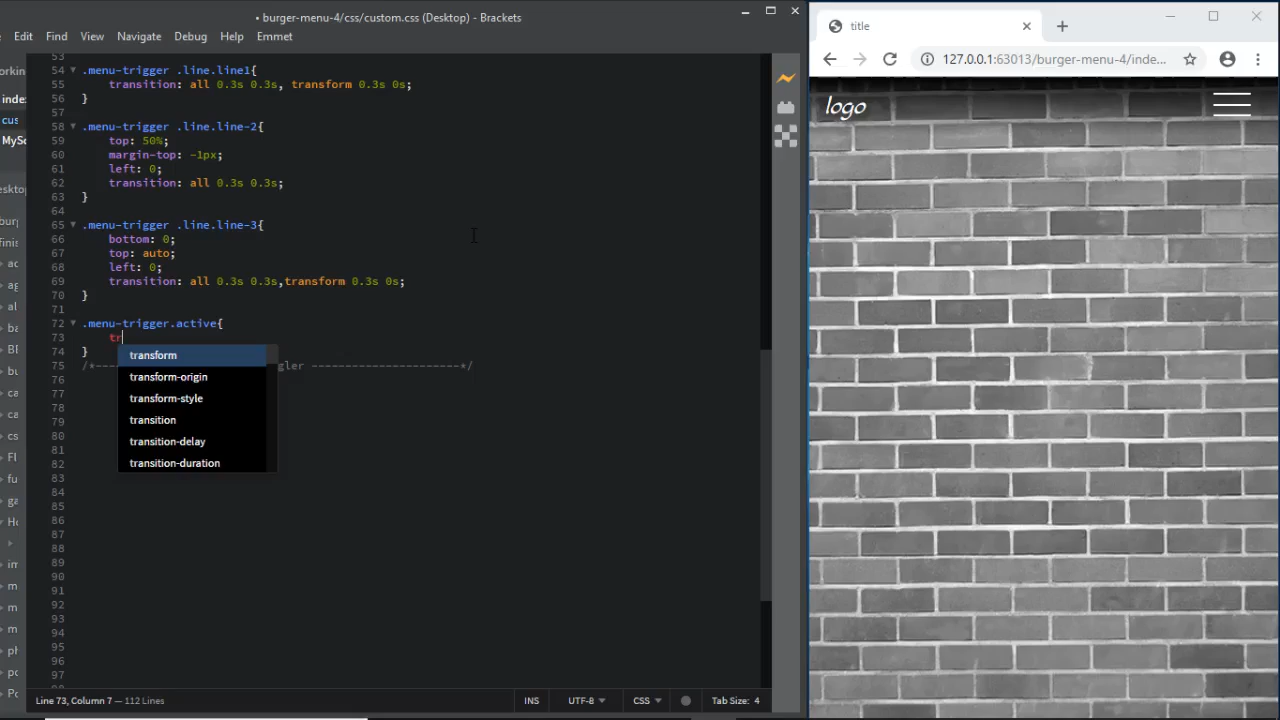 • burger-menu-4/css/custom.css (Desktop) - Brackets
Edit Find View Navigate Debug Help Emmet
53
54 .menu-trigger .line.line1{
55 transition: all 0.3s 0.3s, transform 0.3s 0s;
56 }
57
58 .menu-trigger .line.line-2{
59 top: 50%;
60 margin-top: -1px;
61 left: 0;
62 transition: all 0.3s 0.3s;
63 }
64
65 .menu-trigger .line.line-3{
66 bottom: 0;
67 top: auto;
68 left: 0;
69 transition: all 0.3s 0.3s,transform 0.3s 0s;
70 }
71
72 .menu-trigger.active{
73 tr
74 }
transform
75 /*---- gler ----------------------*/
76
transform-origin
77
transform-style
78
79
transition
80
81
transition-delay
82
transition-duration
83
84
85
86
87
88
89
90
91
92
93
94
95
96
97
Line 73, Column 7 — 112 Lines
INS UTF-8 CSS Tab Size: 4
title
127.0.0.1:63013/burger-menu-4/inde...
logo